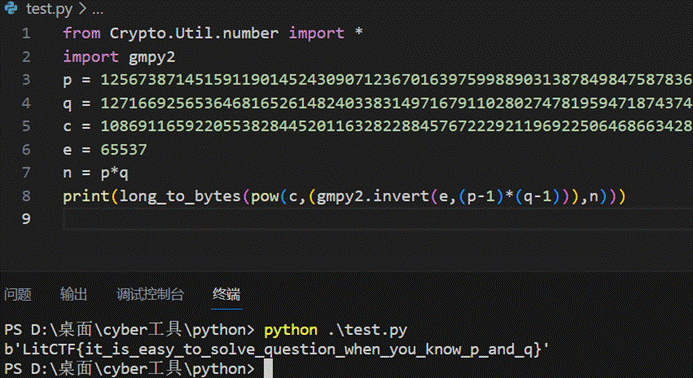 test.py > ...
1 from Crypto.Util.number import *
2 import gmpy2
3 p = 125673871451591190145243090712367016397599889031387849847587836
4 q = 12716692565364681652614824033831497167911028027478195947187437 4
5 c = 108691165922055382844520116328228845767222921196922506468663428
6 e = 65537
7 n = p*q
8 print(long_to_bytes(pow(c,(gmpy2.invert(e,(p-1)*(q-1))),n)))
9
问题 输出 调试控制台 终端
PS D:\桌面\cyber工具\python> python .\test.py
b'LitCTF{it_is_easy_to_solve_question_when_you_know_p_and_q}'
PS D:\桌面\cyber工具\python>